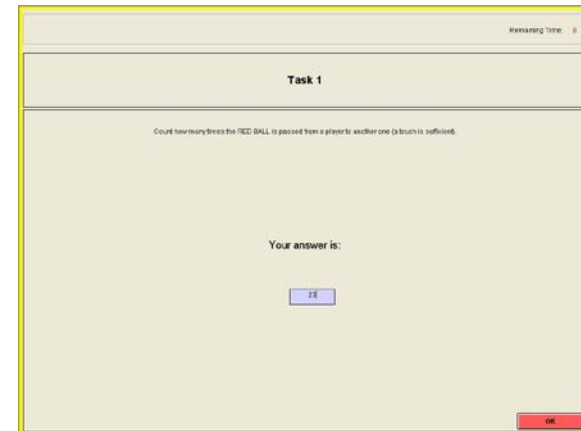 Remaining Time: 0
Task 1
Count how many times the RED BALL is passed from a player to another one (a touch is sufficient).
Your answer is:
23
OK